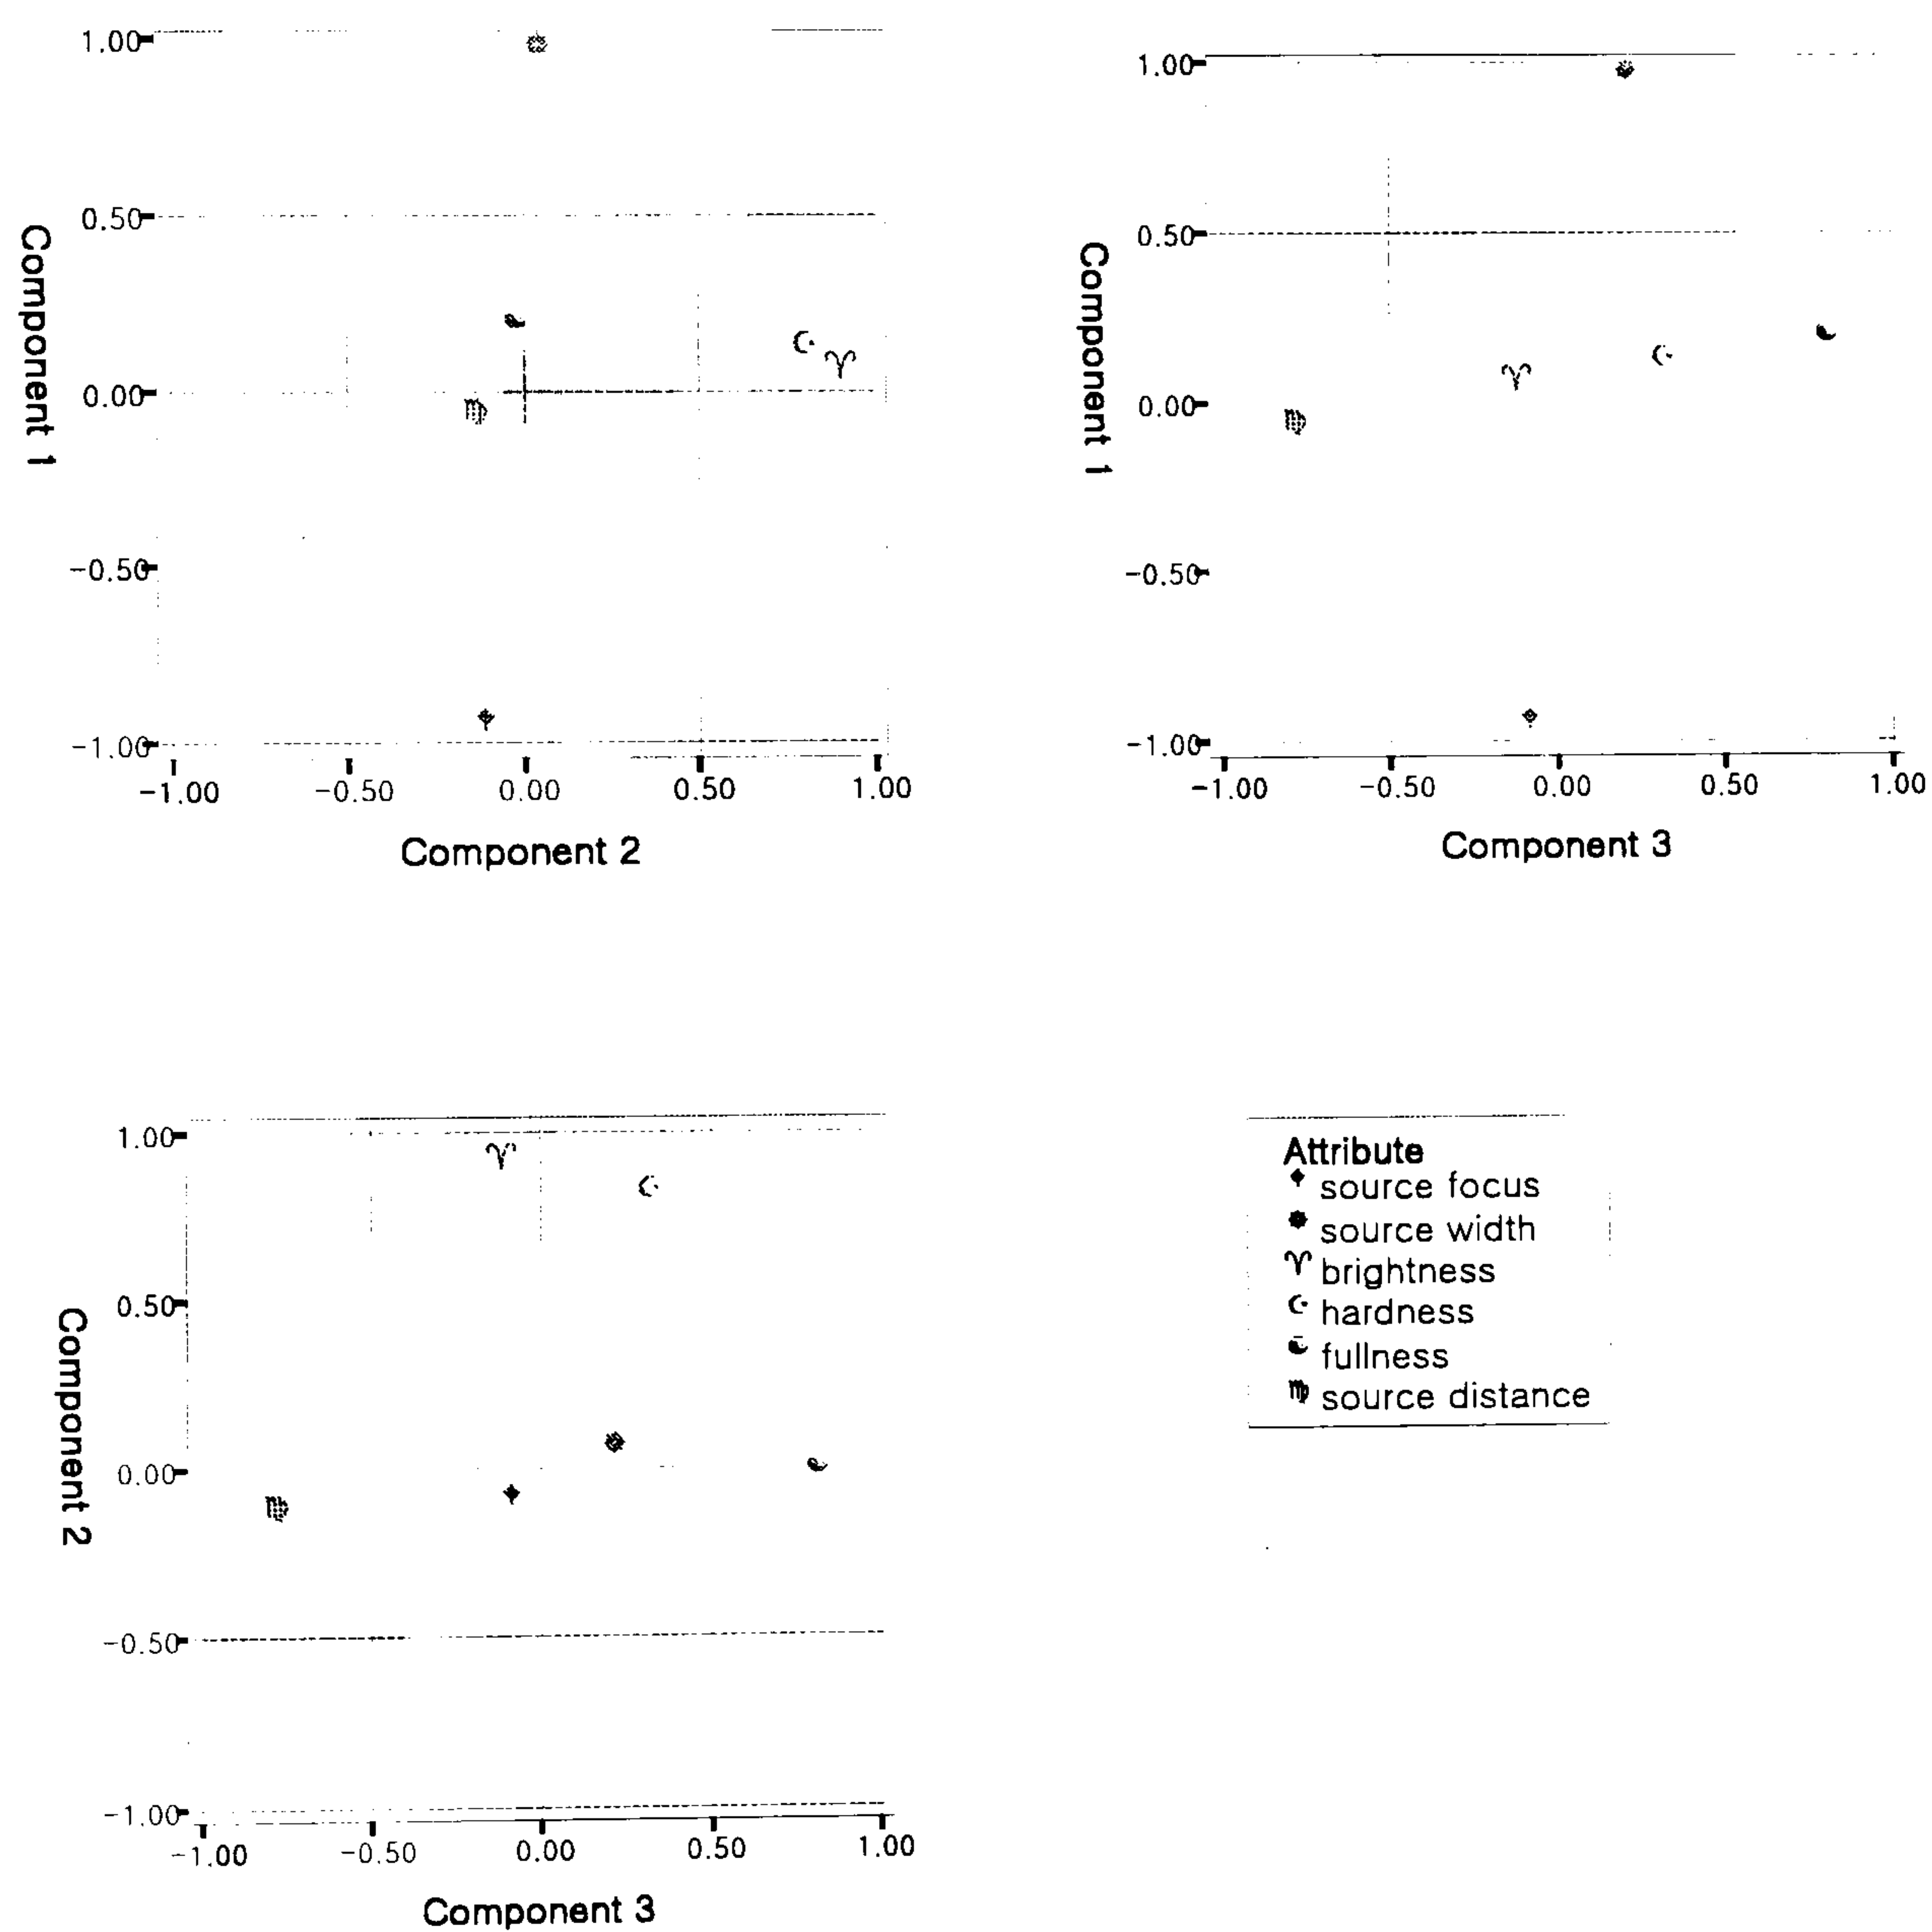 1.00
0.50
0.00
-0.50
-1.00
Component 1
-1.00 -0.50 0.00 0.50 1.00
Component 2
1.00
0.50
0.00
-0.50
-1.00
Component 1
-1.00 -0.50 0.00 0.50 1.00
Component 3
1.00
0.50
0.00
-0.50
-1.00
Component 2
-1.00 -0.50 0.00 0.50 1.00
Component 3
Attribute
source focus
source width
brightness
hardness
fullness
source distance